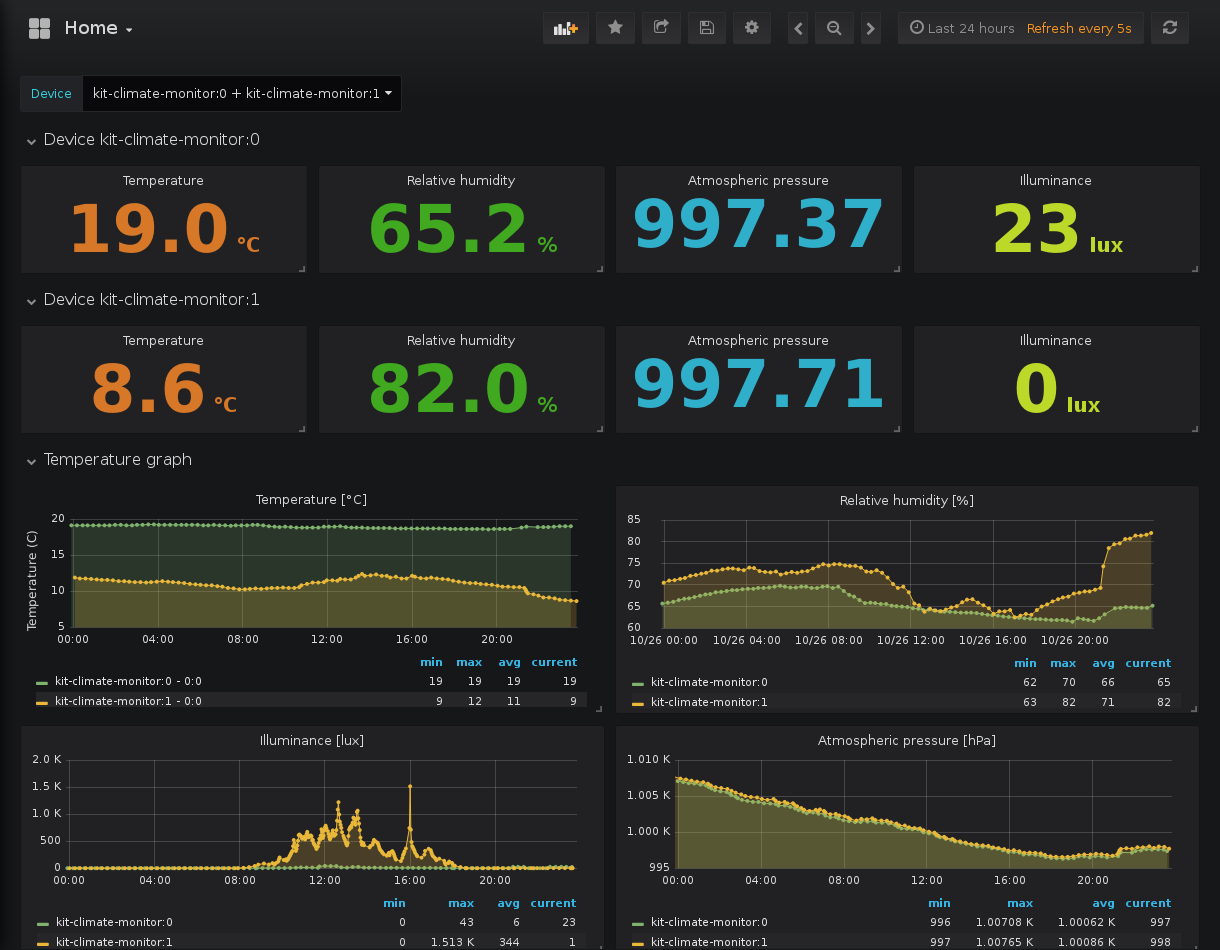 Home
Last 24 hours Refresh every 5s
Device kit-climate-monitor:0 + kit-climate-monitor:1
Device kit-climate-monitor:0
Temperature Relative humidity Atmospheric pressure Illuminance
19.0 °C 65.2 % 997.37 23 lux
Device kit-climate-monitor:1
Temperature Relative humidity Atmospheric pressure Illuminance
8.6 °C 82.0 % 997.71 0 lux
Temperature graph
Temperature [°C]
Temperature (C)
20
15
10
5
00:00 04:00 08:00 12:00 16:00 20:00
min max avg current
kit-climate-monitor:0 - 0:0 19 19 19 19
kit-climate-monitor:1 - 0:0 9 12 11 9
Relative humidity [%]
85
80
75
70
65
60
10/26 00:00 10/26 04:00 10/26 08:00 10/26 12:00 10/26 16:00 10/26 20:00
min max avg current
kit-climate-monitor:0 62 70 66 65
kit-climate-monitor:1 63 82 71 82
Illuminance [lux]
2.0 K
1.5 K
1.0 K
500
0
00:00 04:00 08:00 12:00 16:00 20:00
min max avg current
kit-climate-monitor:0 0 43 6 23
kit-climate-monitor:1 0 1.513 K 344 1
Atmospheric pressure [hPa]
1.010 K
1.005 K
1.000 K
995
00:00 04:00 08:00 12:00 16:00 20:00
min max avg current
kit-climate-monitor:0 996 1.00708 K 1.00062 K 997
kit-climate-monitor:1 997 1.00765 K 1.00086 K 998